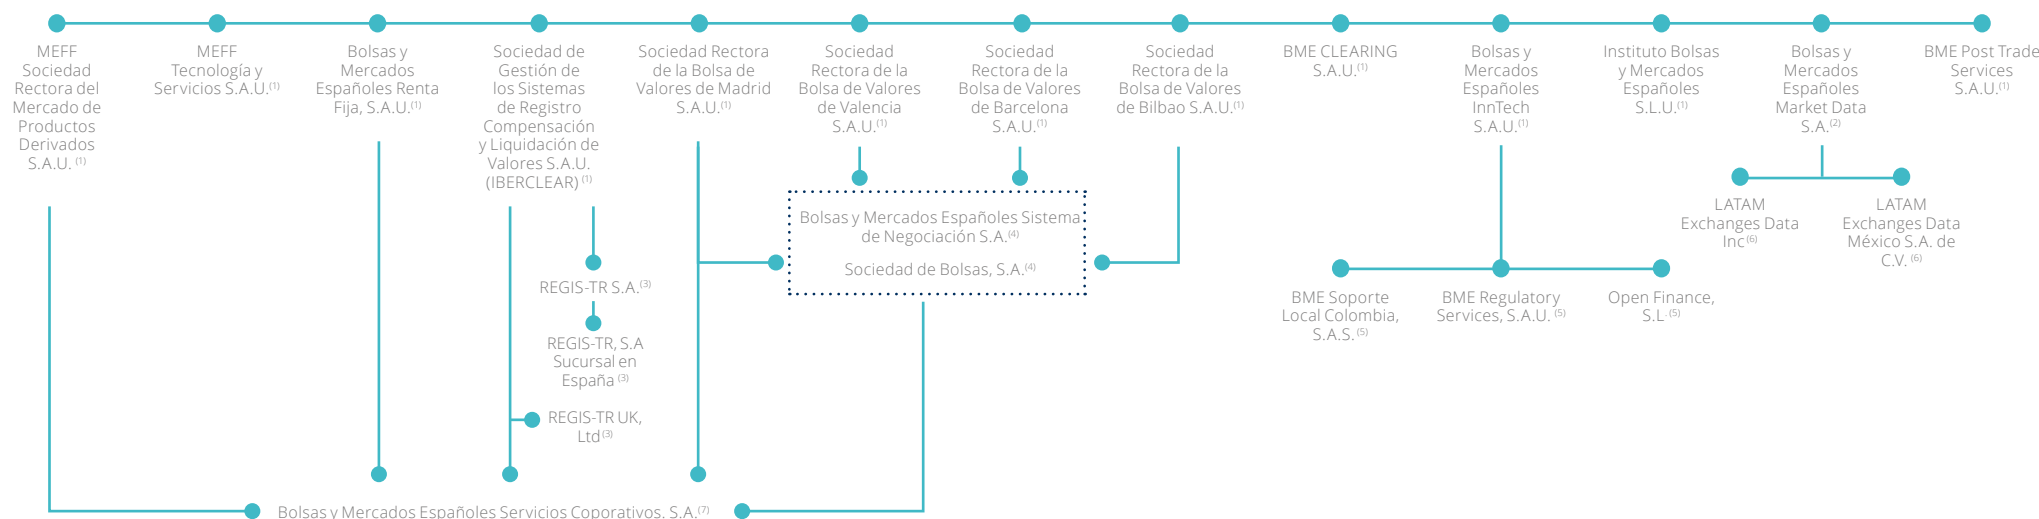 MEFF
Sociedad
Rectora del
Mercado de
Productos
Derivados
S.A.U. (1)
MEFF
Tecnología y
Servicios S.A.U.(1)
Bolsas y
Mercados
Españoles Renta
Fija, S.A.U.(1)
Sociedad de
Gestión de
los Sistemas
de Registro
Compensación
y Liquidación de
Valores S.A.U.
(IBERCLEAR) (1)
Sociedad Rectora
de la Bolsa de
Valores de Madrid
S.A.U.(1)
Sociedad
Rectora de la
Bolsa de Valores
de Valencia
S.A.U.(1)
Sociedad
Rectora de la
Bolsa de Valores
de Barcelona
S.A.U.(1)
Sociedad
Rectora de la
Bolsa de Valores
de Bilbao S.A.U.(1)
BME CLEARING
S.A.U.(1)
Bolsas y
Mercados
Españoles
InnTech
S.A.U.(1)
Instituto Bolsas
y Mercados
Españoles
S.L.U.(1)
Bolsas y
Mercados
Españoles
Market Data
S.A.(2)
BME Post Trade
Services
S.A.U.(1)
Bolsas y Mercados Españoles Sistema
de Negociación S.A.(4)
Sociedad de Bolsas, S.A.(4)
LATAM
Exchanges Data
Inc(6)
LATAM
Exchanges Data
México S.A. de
C.V.(6)
REGIS-TR S.A.(3)
REGIS-TR, S.A
Sucursal en
España (3)
REGIS-TR UK,
Ltd(3)
BME Soporte
Local Colombia,
S.A.S.(5)
BME Regulatory
Services, S.A.U. (5)
Open Finance,
S.L.(5)
Bolsas y Mercados Españoles Servicios Coporativos. S.A.(7)